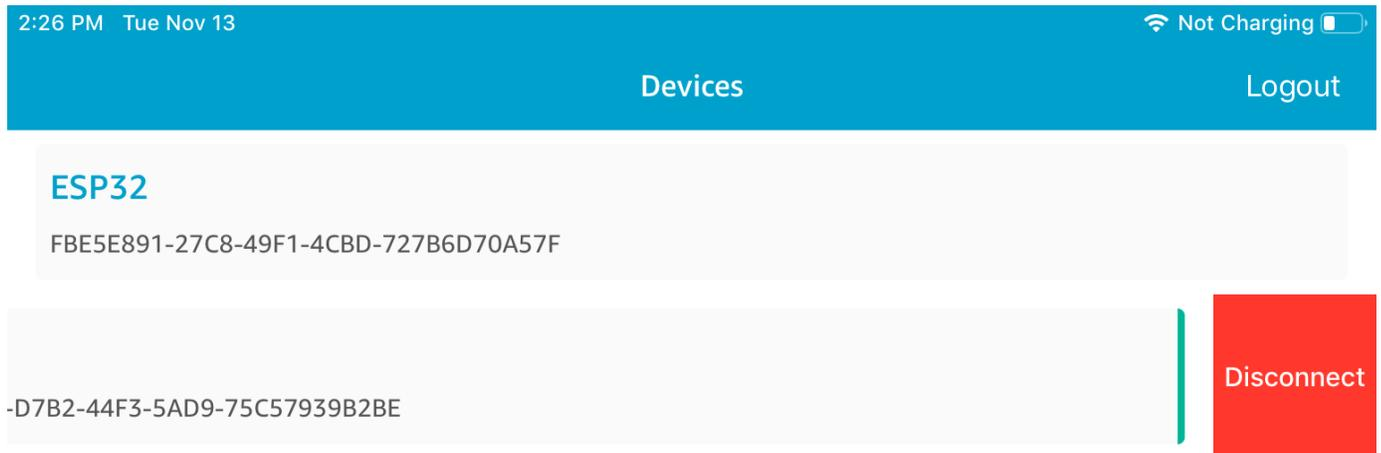 2:26 PM Tue Nov 13 Not Charging
Devices Logout
ESP32
FBE5E891-27C8-49F1-4CBD-727B6D70A57F
-D7B2-44F3-5AD9-75C57939B2BE
Disconnect